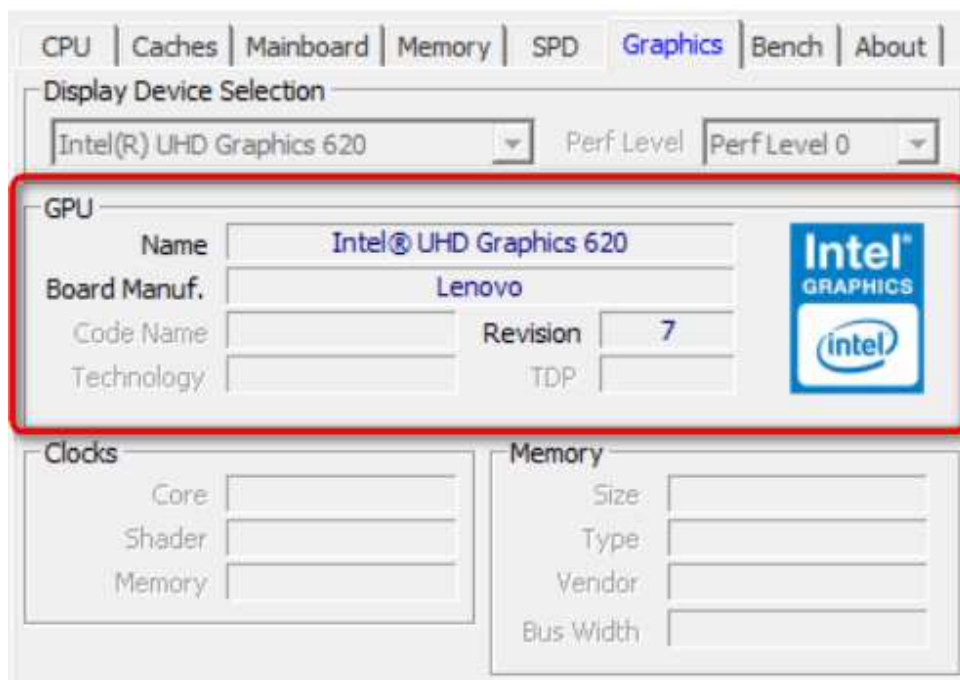 CPU Caches Mainboard Memory SPD Graphics Bench About
Display Device Selection
Intel(R) UHD Graphics 620 Perf Level Perf Level 0
GPU
Name Intel® UHD Graphics 620
Board Manuf. Lenovo
Code Name Revision 7
Technology TDP
Intel®
GRAPHICS
intel
Clocks
Core
Shader
Memory
Memory
Size
Type
Vendor
Bus Width